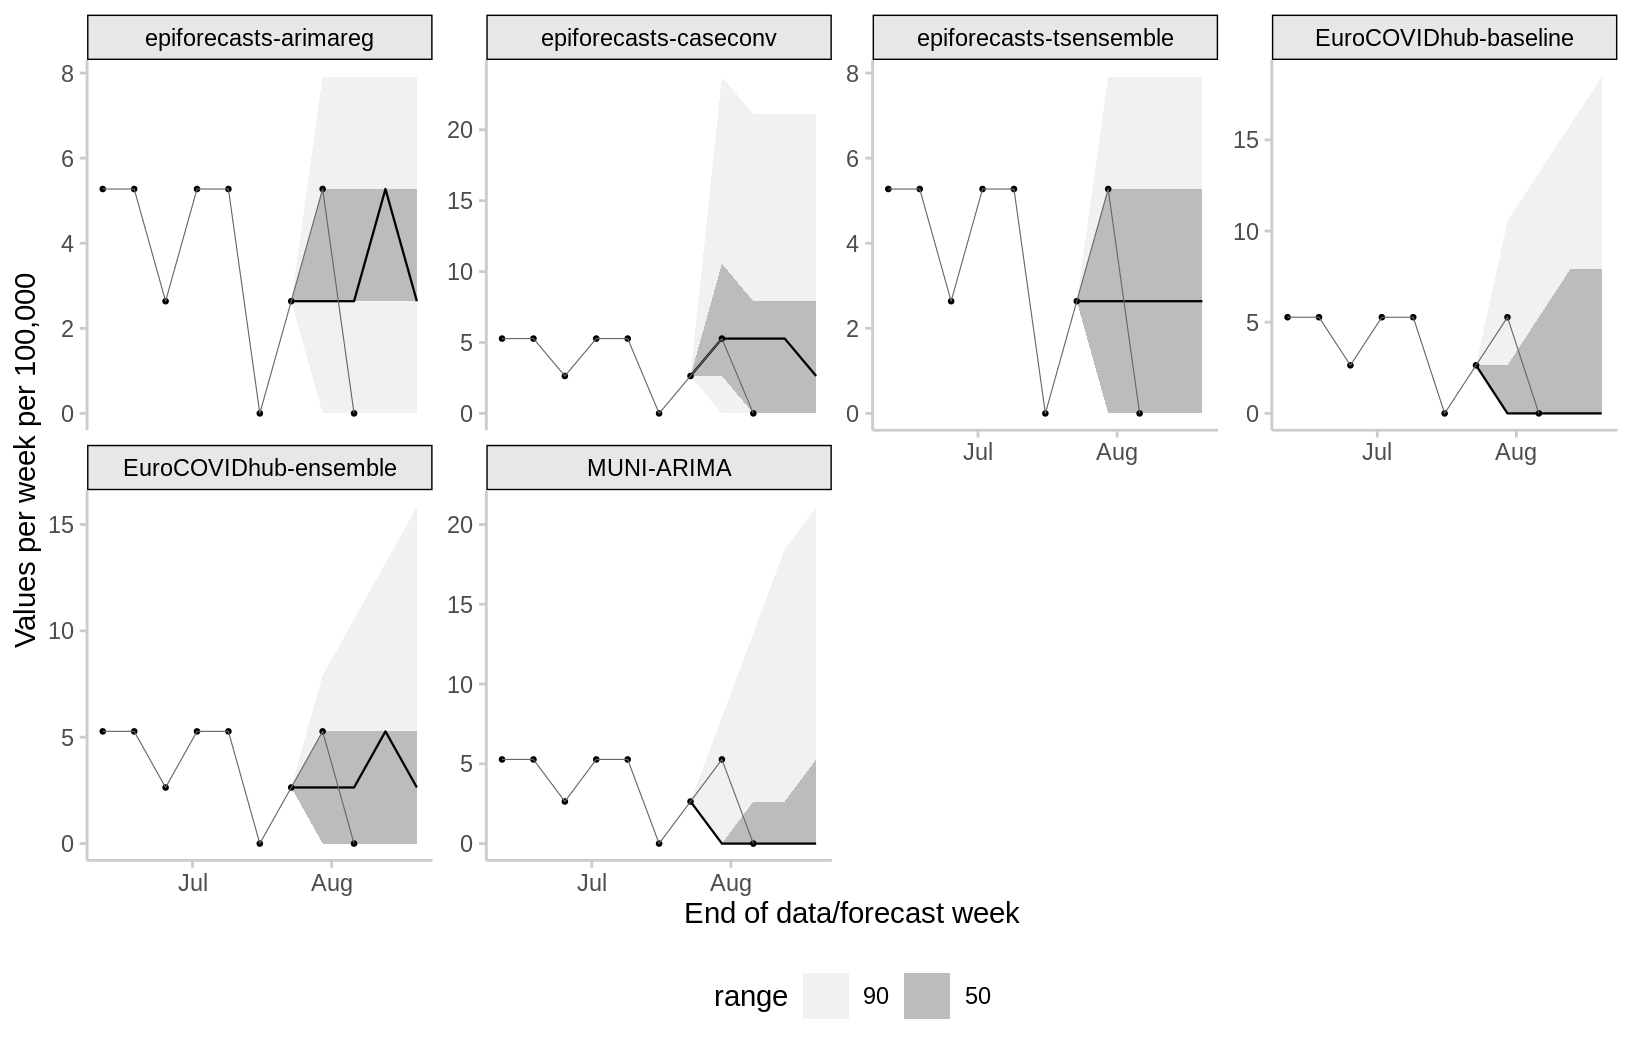 epiforecasts-arimareg
epiforecasts-caseconv
epiforecasts-tsensemble
EuroCOVIDhub-baseline
8
6
4
2
0
20
15
10
5
0
8
6
4
2
0
15
10
5
0
Jul
Aug
Jul
Aug
EuroCOVIDhub-ensemble
MUNI-ARIMA
15
10
5
0
20
15
10
5
0
Jul
Aug
Jul
Aug
Values per week per 100,000
End of data/forecast week
range
90
50